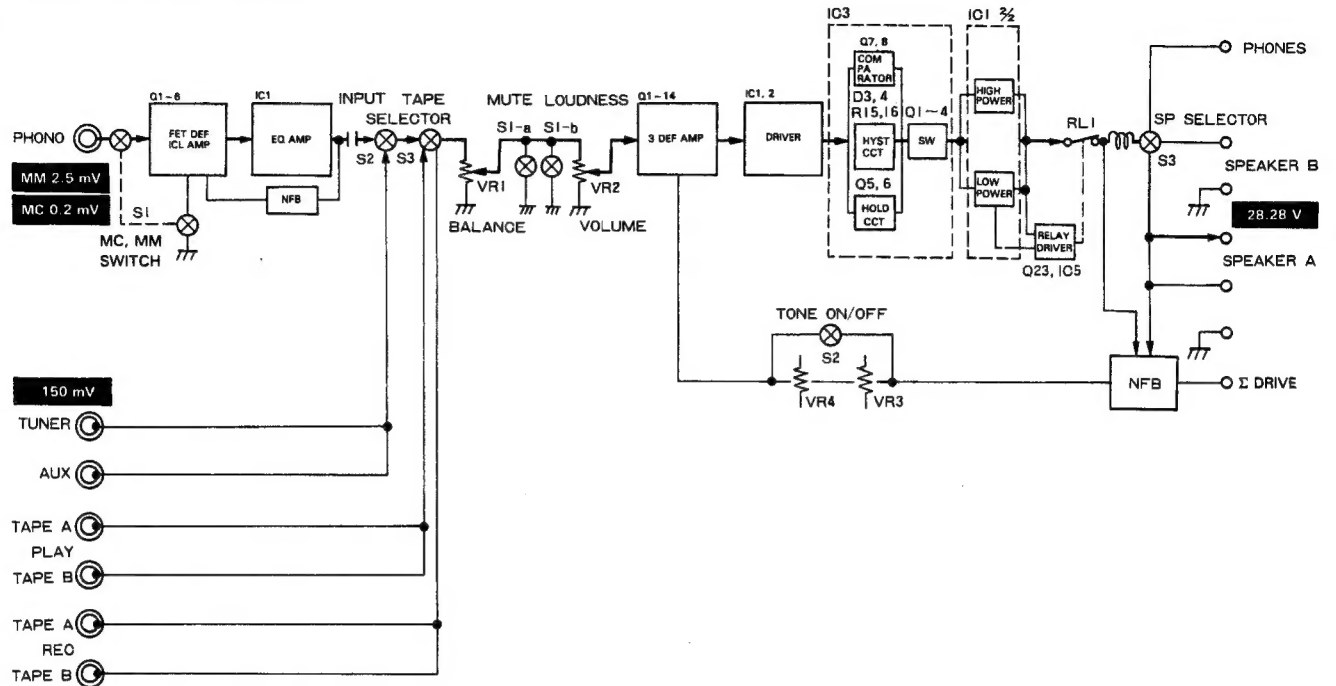 IC3
IC1 2/2
Q7, 8
COM
PA
RATOR
D3, 4
R15, 16
HYST
CCT
Q5, 6
HOLD
CCT
Q1~4
SW
HIGH
POWER
LOW
POWER
RELAY
DRIVER
Q23, IC5
RL1
PHONES
SP SELECTOR
S3
SPEAKER B
28.28 V
SPEAKER A
NFB
Σ DRIVE
PHONO
MM 2.5 mV
MC 0.2 mV
S1
MC, MM
SWITCH
Q1~6
FET DEF
ICL AMP
IC1
EQ AMP
NFB
INPUT TAPE
SELECTOR
S2
S3
VR1
BALANCE
MUTE LOUDNESS
S1-a
S1-b
VR2
VOLUME
Q1~14
3 DEF AMP
IC1, 2
DRIVER
TONE ON/OFF
S2
VR4
VR3
150 mV
TUNER
AUX
TAPE A
PLAY
TAPE B
TAPE A
REC
TAPE B